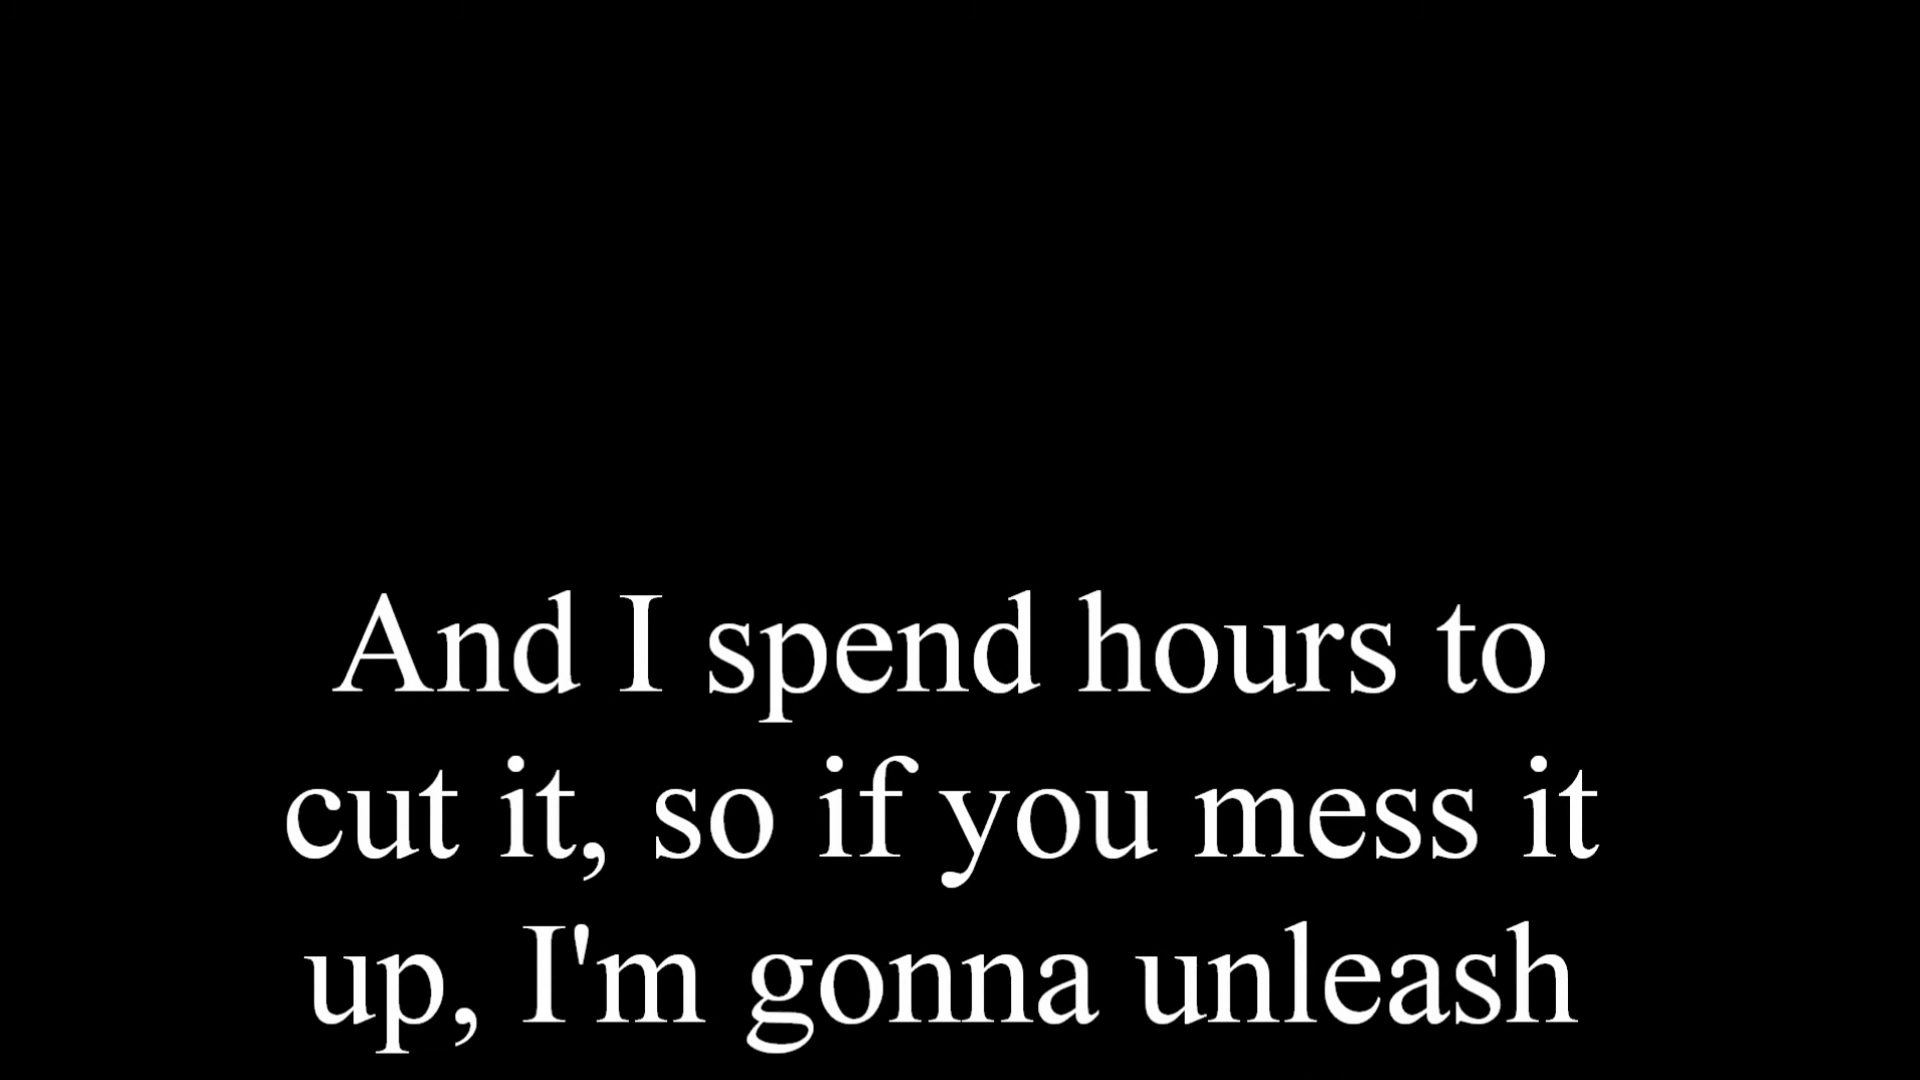 And I spend hours to
cut it, so if you mess it
up, I'm gonna unleash